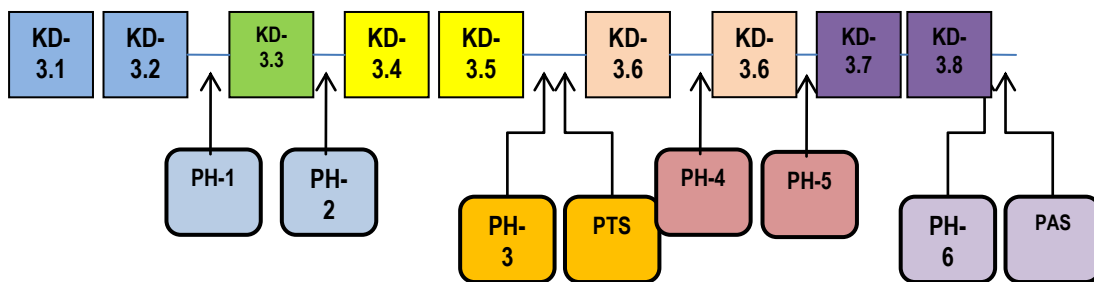 KD-
3.1
KD-
3.2
KD-
3.3
KD-
3.4
KD-
3.5
KD-
3.6
KD-
3.6
KD-
3.7
KD-
3.8
PH-1
PH-
2
PH-
3
PTS
PH-4
PH-5
PH-
6
PAS